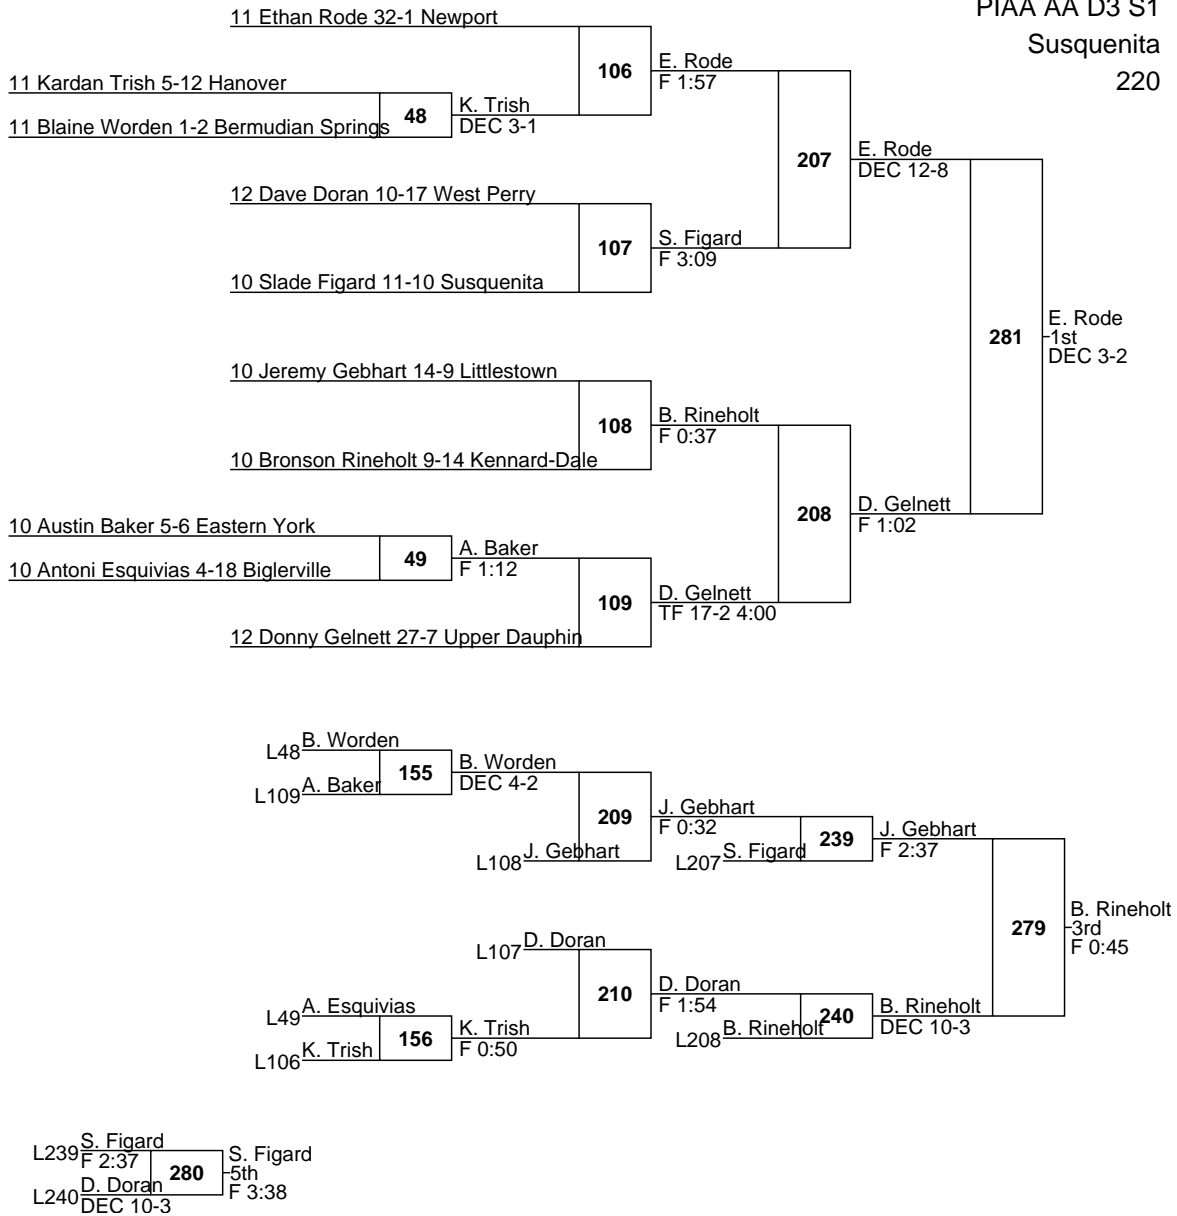 PIAA AA D3 S1
Susquenita
220
11 Ethan Rode 32-1 Newport
106
E. Rode
F 1:57
11 Kardan Trish 5-12 Hanover
48
K. Trish
DEC 3-1
11 Blaine Worden 1-2 Bermudian Springs
207
E. Rode
DEC 12-8
12 Dave Doran 10-17 West Perry
107
S. Figard
F 3:09
10 Slade Figard 11-10 Susquenita
281
E. Rode
1st
DEC 3-2
10 Jeremy Gebhart 14-9 Littlestown
108
B. Rineholt
F 0:37
10 Bronson Rineholt 9-14 Kennard-Dale
208
D. Gelnett
F 1:02
10 Austin Baker 5-6 Eastern York
49
A. Baker
F 1:12
10 Antoni Esquivias 4-18 Biglerville
109
D. Gelnett
TF 17-2 4:00
12 Donny Gelnett 27-7 Upper Dauphin
L48 B. Worden
155
B. Worden
DEC 4-2
L109 A. Baker
209
J. Gebhart
F 0:32
L108 J. Gebhart
L207 S. Figard
239
J. Gebhart
F 2:37
279
B. Rineholt
3rd
F 0:45
L107 D. Doran
210
D. Doran
F 1:54
L49 A. Esquivias
156
K. Trish
F 0:50
L106 K. Trish
L208 B. Rineholt
240
B. Rineholt
DEC 10-3
L239 S. Figard
F 2:37
280
S. Figard
5th
F 3:38
L240 D. Doran
DEC 10-3